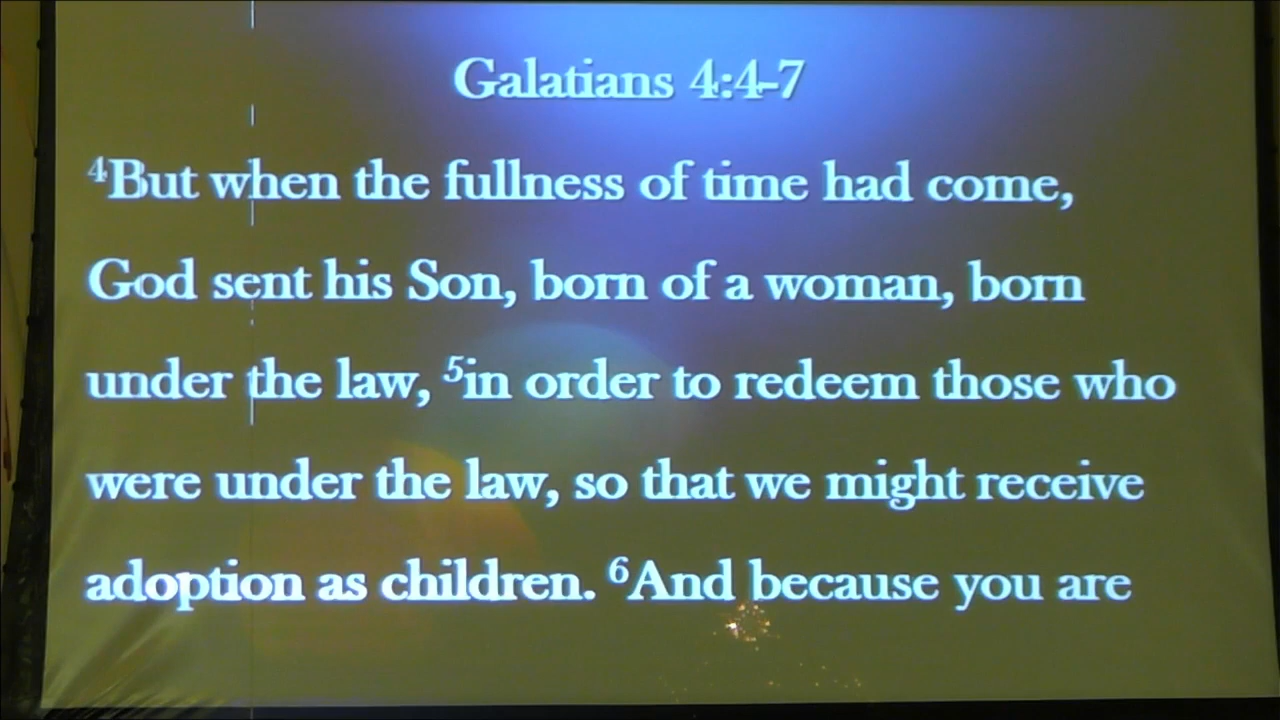 Galatians 4:4-7
⁴But when the fullness of time had come,
God sent his Son, born of a woman, born
under the law, ⁵in order to redeem those who
were under the law, so that we might receive
adoption as children. ⁶And because you are